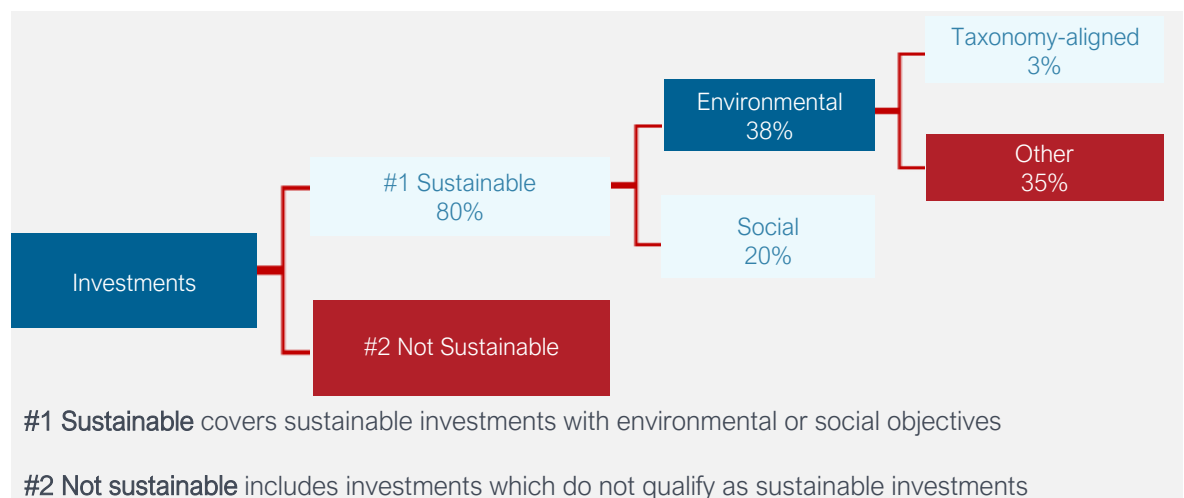 Taxonomy-aligned
3%
Environmental
38%
Other
35%
#1 Sustainable
80%
Social
20%
Investments
#2 Not Sustainable
#1 Sustainable covers sustainable investments with environmental or social objectives
#2 Not sustainable includes investments which do not qualify as sustainable investments